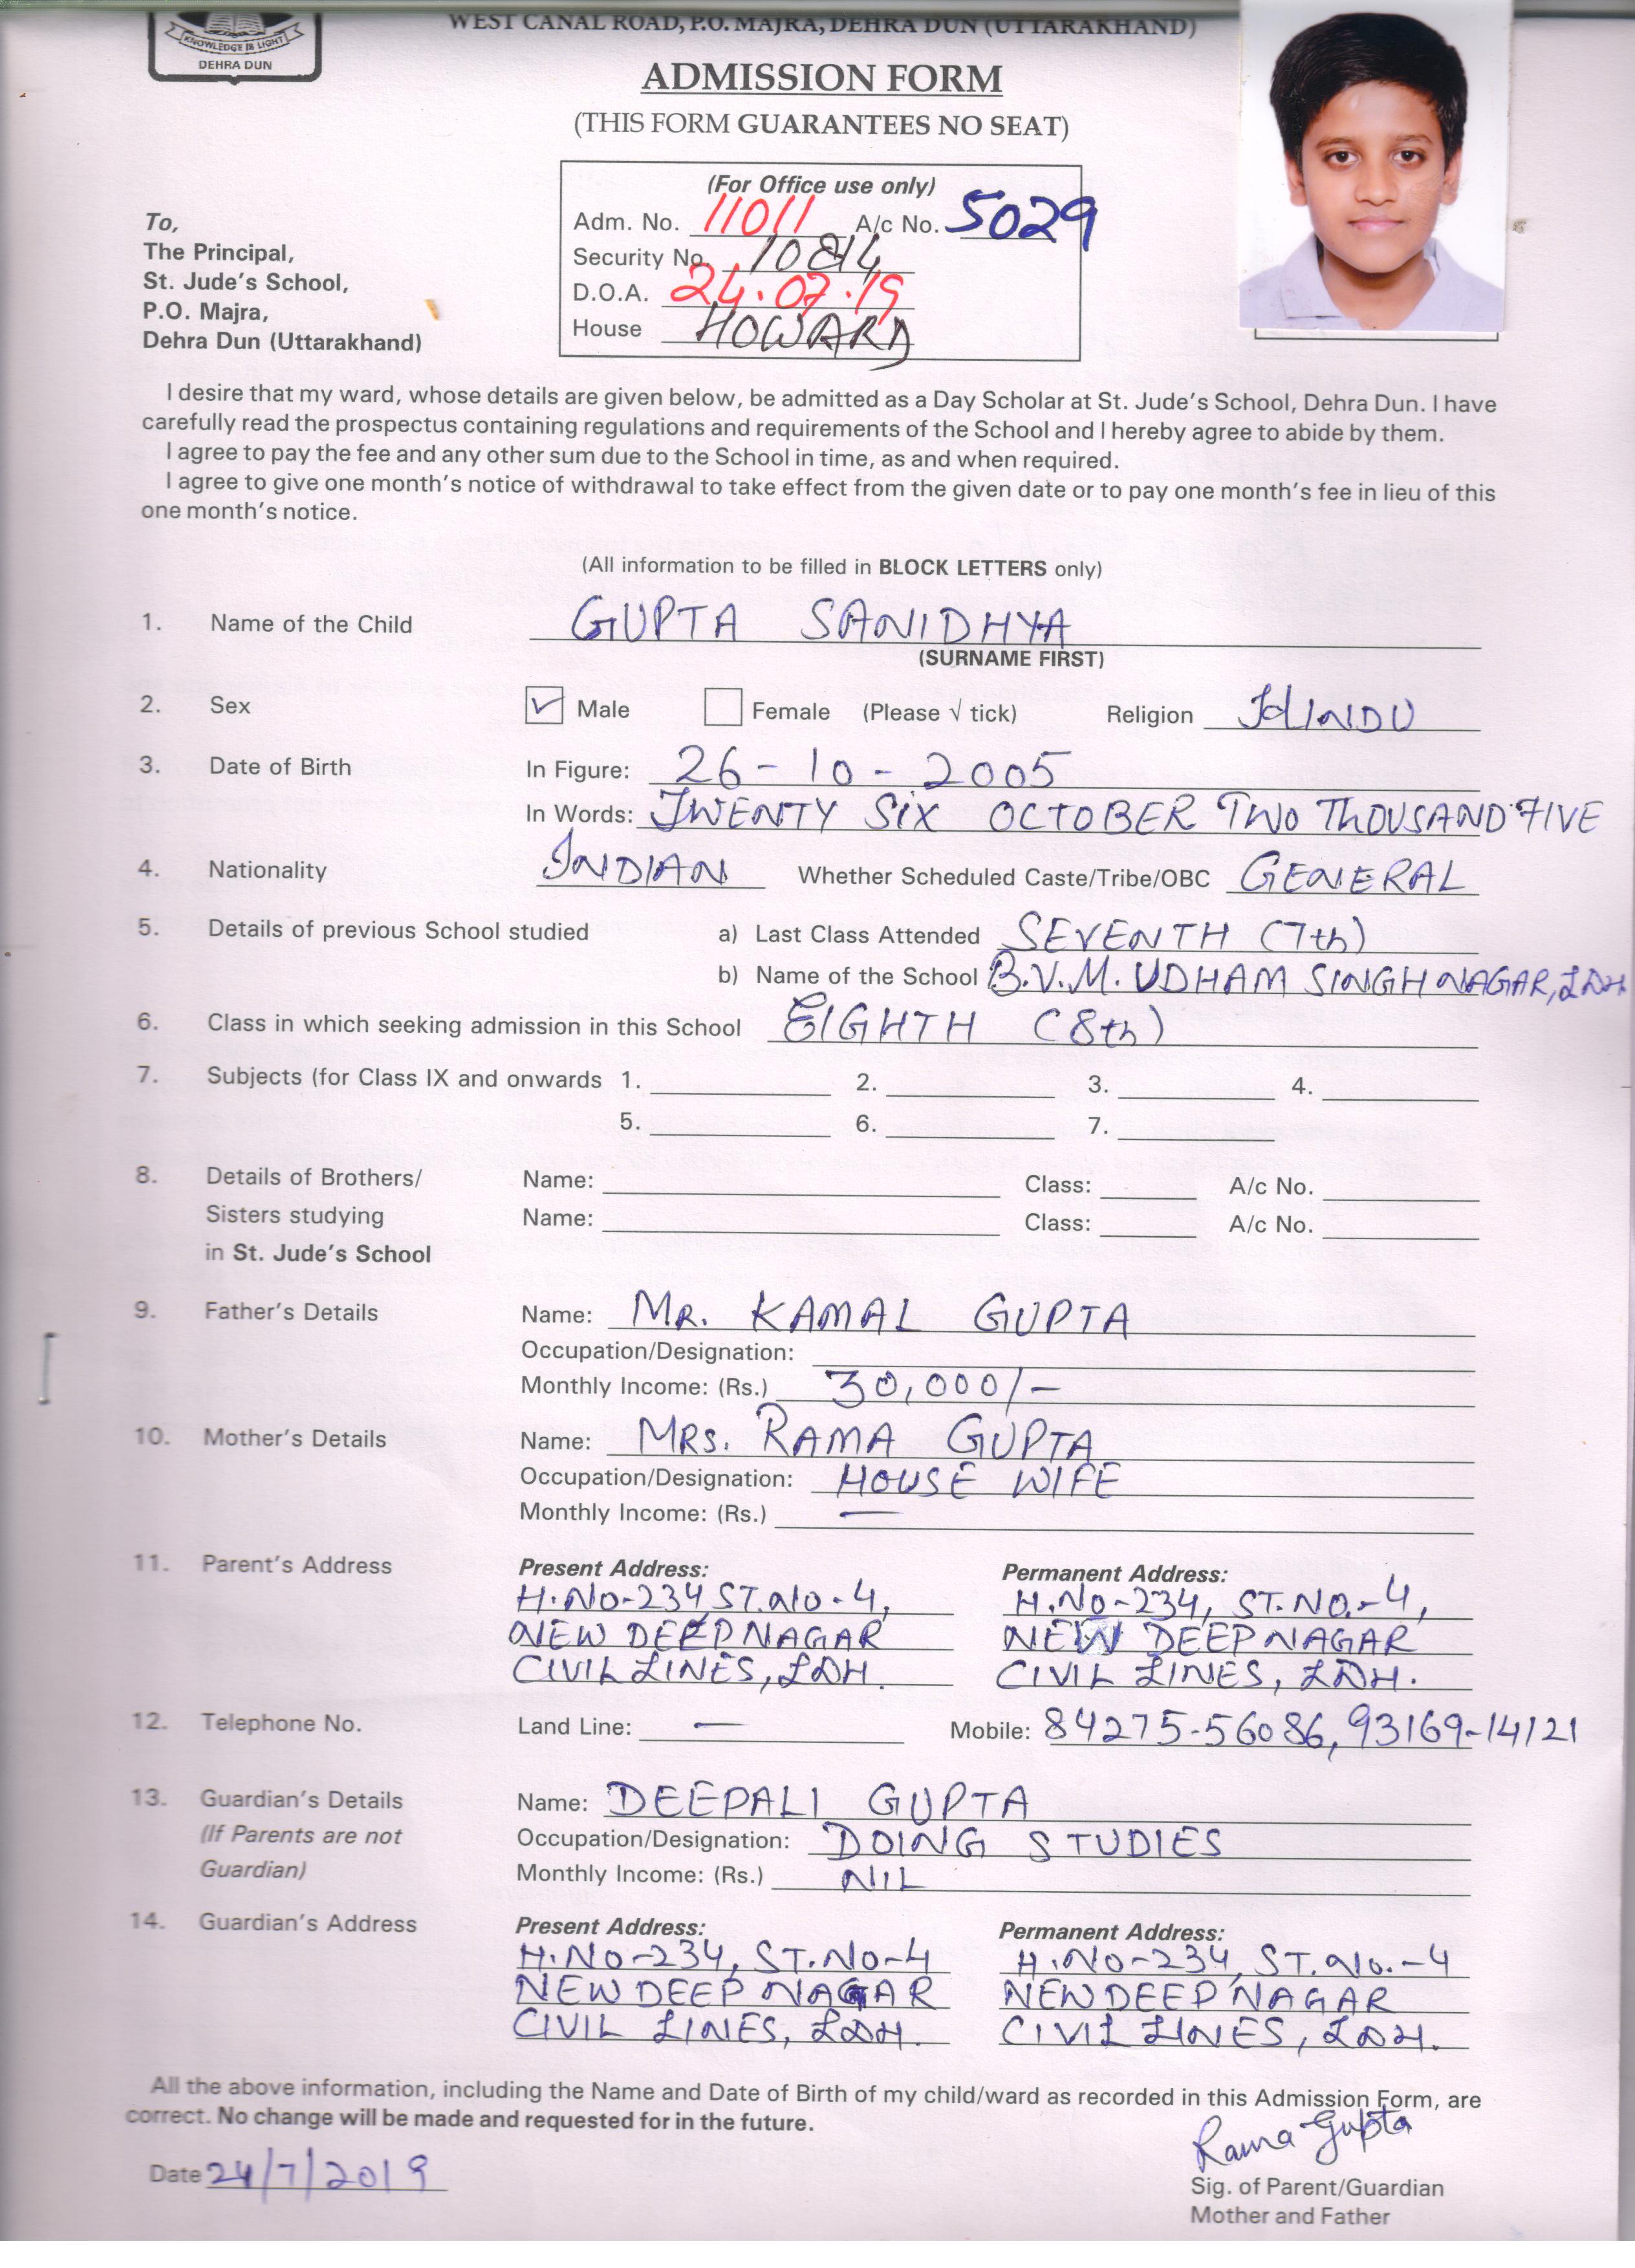 WEST CANAL ROAD, P.O. MAJRA, DEHRA DUN (UTTARAKHAND)
KNOWLEDGE IS LIGHT
DEHRA DUN
ADMISSION FORM
(THIS FORM GUARANTEES NO SEAT)
(For Office use only)
Adm. No. 11011 A/c No. 5029
Security No. 10814
D.O.A. 24.07.19
House HOWARD
To,
The Principal,
St. Jude's School,
P.O. Majra,
Dehra Dun (Uttarakhand)
I desire that my ward, whose details are given below, be admitted as a Day Scholar at St. Jude's School, Dehra Dun. I have
carefully read the prospectus containing regulations and requirements of the School and I hereby agree to abide by them.
I agree to pay the fee and any other sum due to the School in time, as and when required.
I agree to give one month's notice of withdrawal to take effect from the given date or to pay one month's fee in lieu of this
one month's notice.
(All information to be filled in BLOCK LETTERS only)
1. Name of the Child GUPTA SANIDHYA
(SURNAME FIRST)
2. Sex Male Female (Please √ tick) Religion HINDU
3. Date of Birth In Figure: 26-10-2005
In Words: TWENTY SIX OCTOBER TWO THOUSAND FIVE
4. Nationality INDIAN Whether Scheduled Caste/Tribe/OBC GENERAL
5. Details of previous School studied a) Last Class Attended SEVENTH (7th)
b) Name of the School B.V.M. UDHAM SINGH NAGAR, LDH
6. Class in which seeking admission in this School EIGHTH (8th)
7. Subjects (for Class IX and onwards 1. 2. 3. 4.
5. 6. 7.
8. Details of Brothers/ Name: Class: A/c No.
Sisters studying Name: Class: A/c No.
in St. Jude's School
9. Father's Details Name: MR. KAMAL GUPTA
Occupation/Designation:
Monthly Income: (Rs.) 30,000/-
10. Mother's Details Name: MRS. RAMA GUPTA
Occupation/Designation: HOUSE WIFE
Monthly Income: (Rs.) —
11. Parent's Address Present Address: Permanent Address:
H.No-234 ST.No-4, H.No-234, ST.NO.-4,
NEW DEEP NAGAR NEW DEEP NAGAR
CIVIL LINES, LDH. CIVIL LINES, LDH.
12. Telephone No. Land Line: — Mobile: 84275-56086, 93169-14121
13. Guardian's Details Name: DEEPALI GUPTA
(If Parents are not Occupation/Designation: DOING STUDIES
Guardian) Monthly Income: (Rs.) NIL
14. Guardian's Address Present Address: Permanent Address:
H.No-234, ST.No-4 H.No-234, ST.No.-4
NEW DEEP NAGAR NEW DEEP NAGAR
CIVIL LINES, LDH. CIVIL LINES, LDH.
All the above information, including the Name and Date of Birth of my child/ward as recorded in this Admission Form, are
correct. No change will be made and requested for in the future.
Rama Gupta
Date 24/7/2019
Sig. of Parent/Guardian
Mother and Father